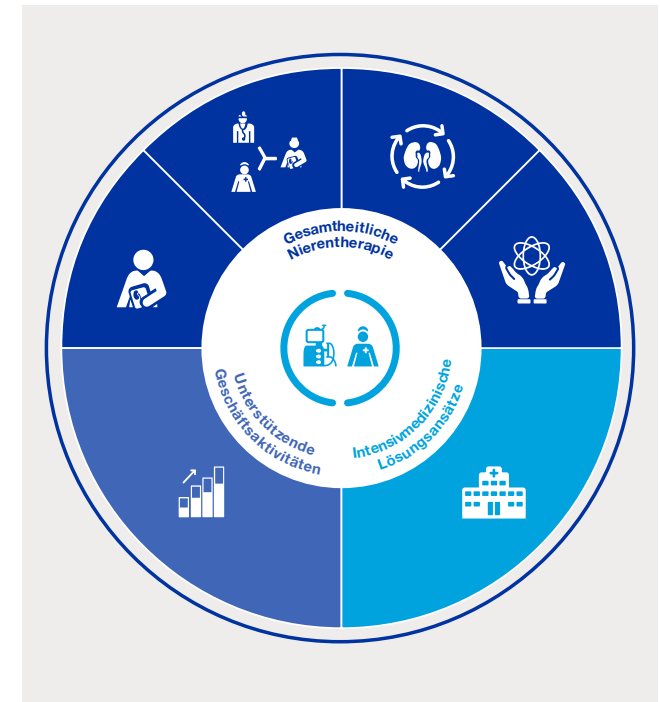 Gesamtheitliche
Nierentherapie
Unterstützende
Geschäftsaktivitäten
Intensivmedizinische
Lösungsansätze